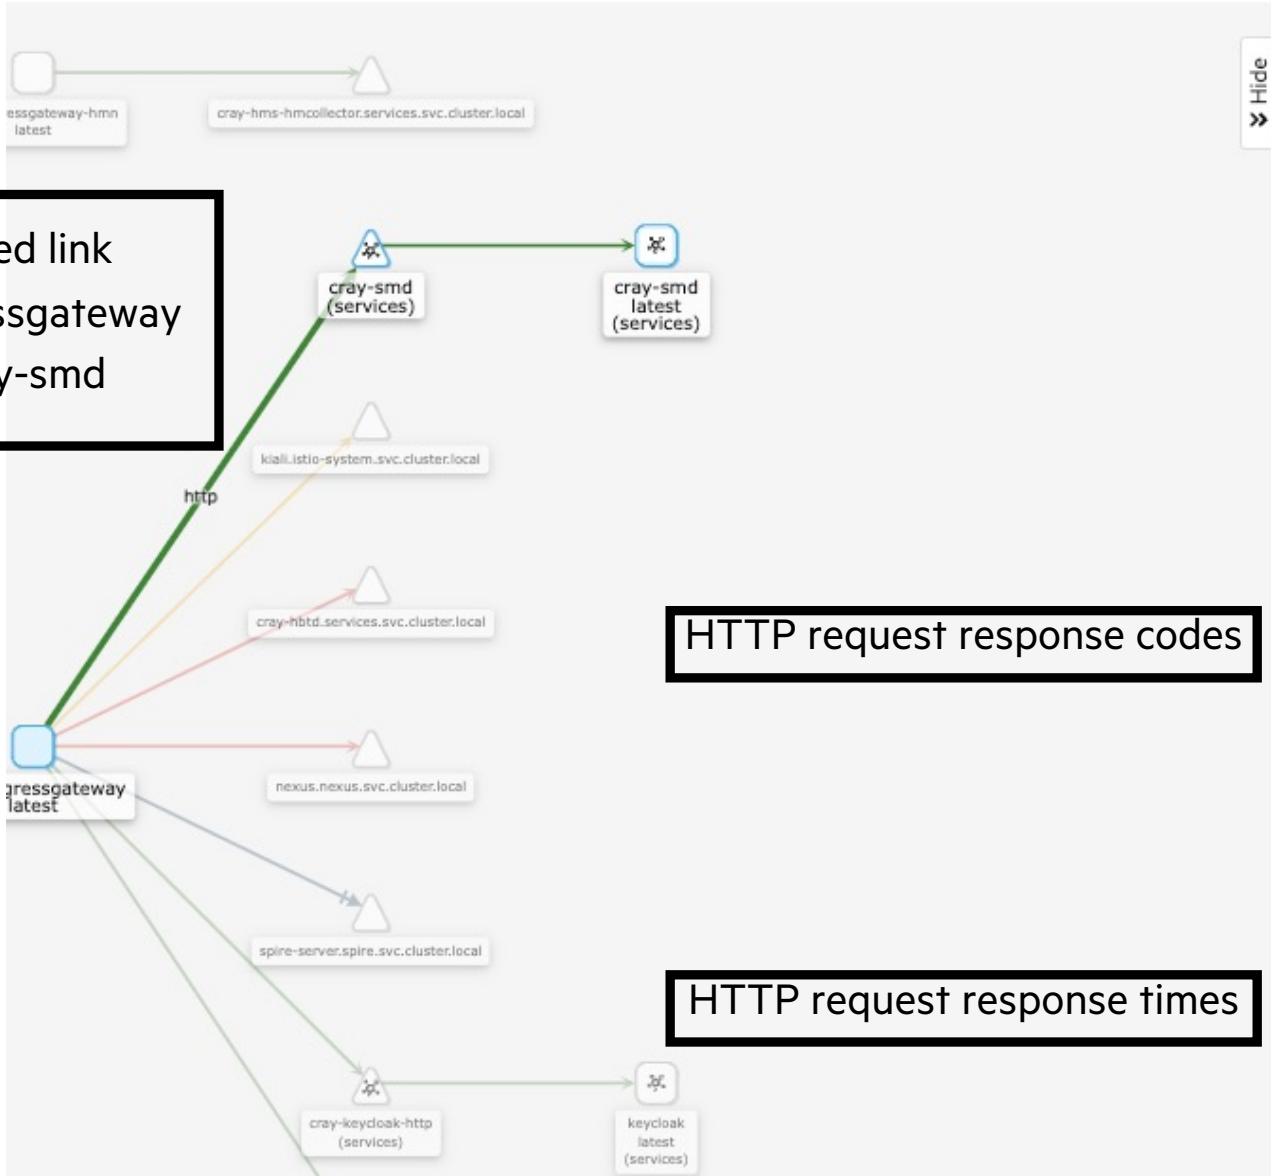 essgateway-hmn
latest
cray-hms-hmcollector.services.svc.cluster.local
Hide
ed link
ssgateway
y-smd
cray-smd
(services)
cray-smd
latest
(services)
kiali.istio-system.svc.cluster.local
http
cray-hbtd.services.svc.cluster.local
HTTP request response codes
gressgateway
latest
nexus.nexus.svc.cluster.local
spire-server.spire.svc.cluster.local
HTTP request response times
cray-keycloak-http
(services)
keycloak
latest
(services)